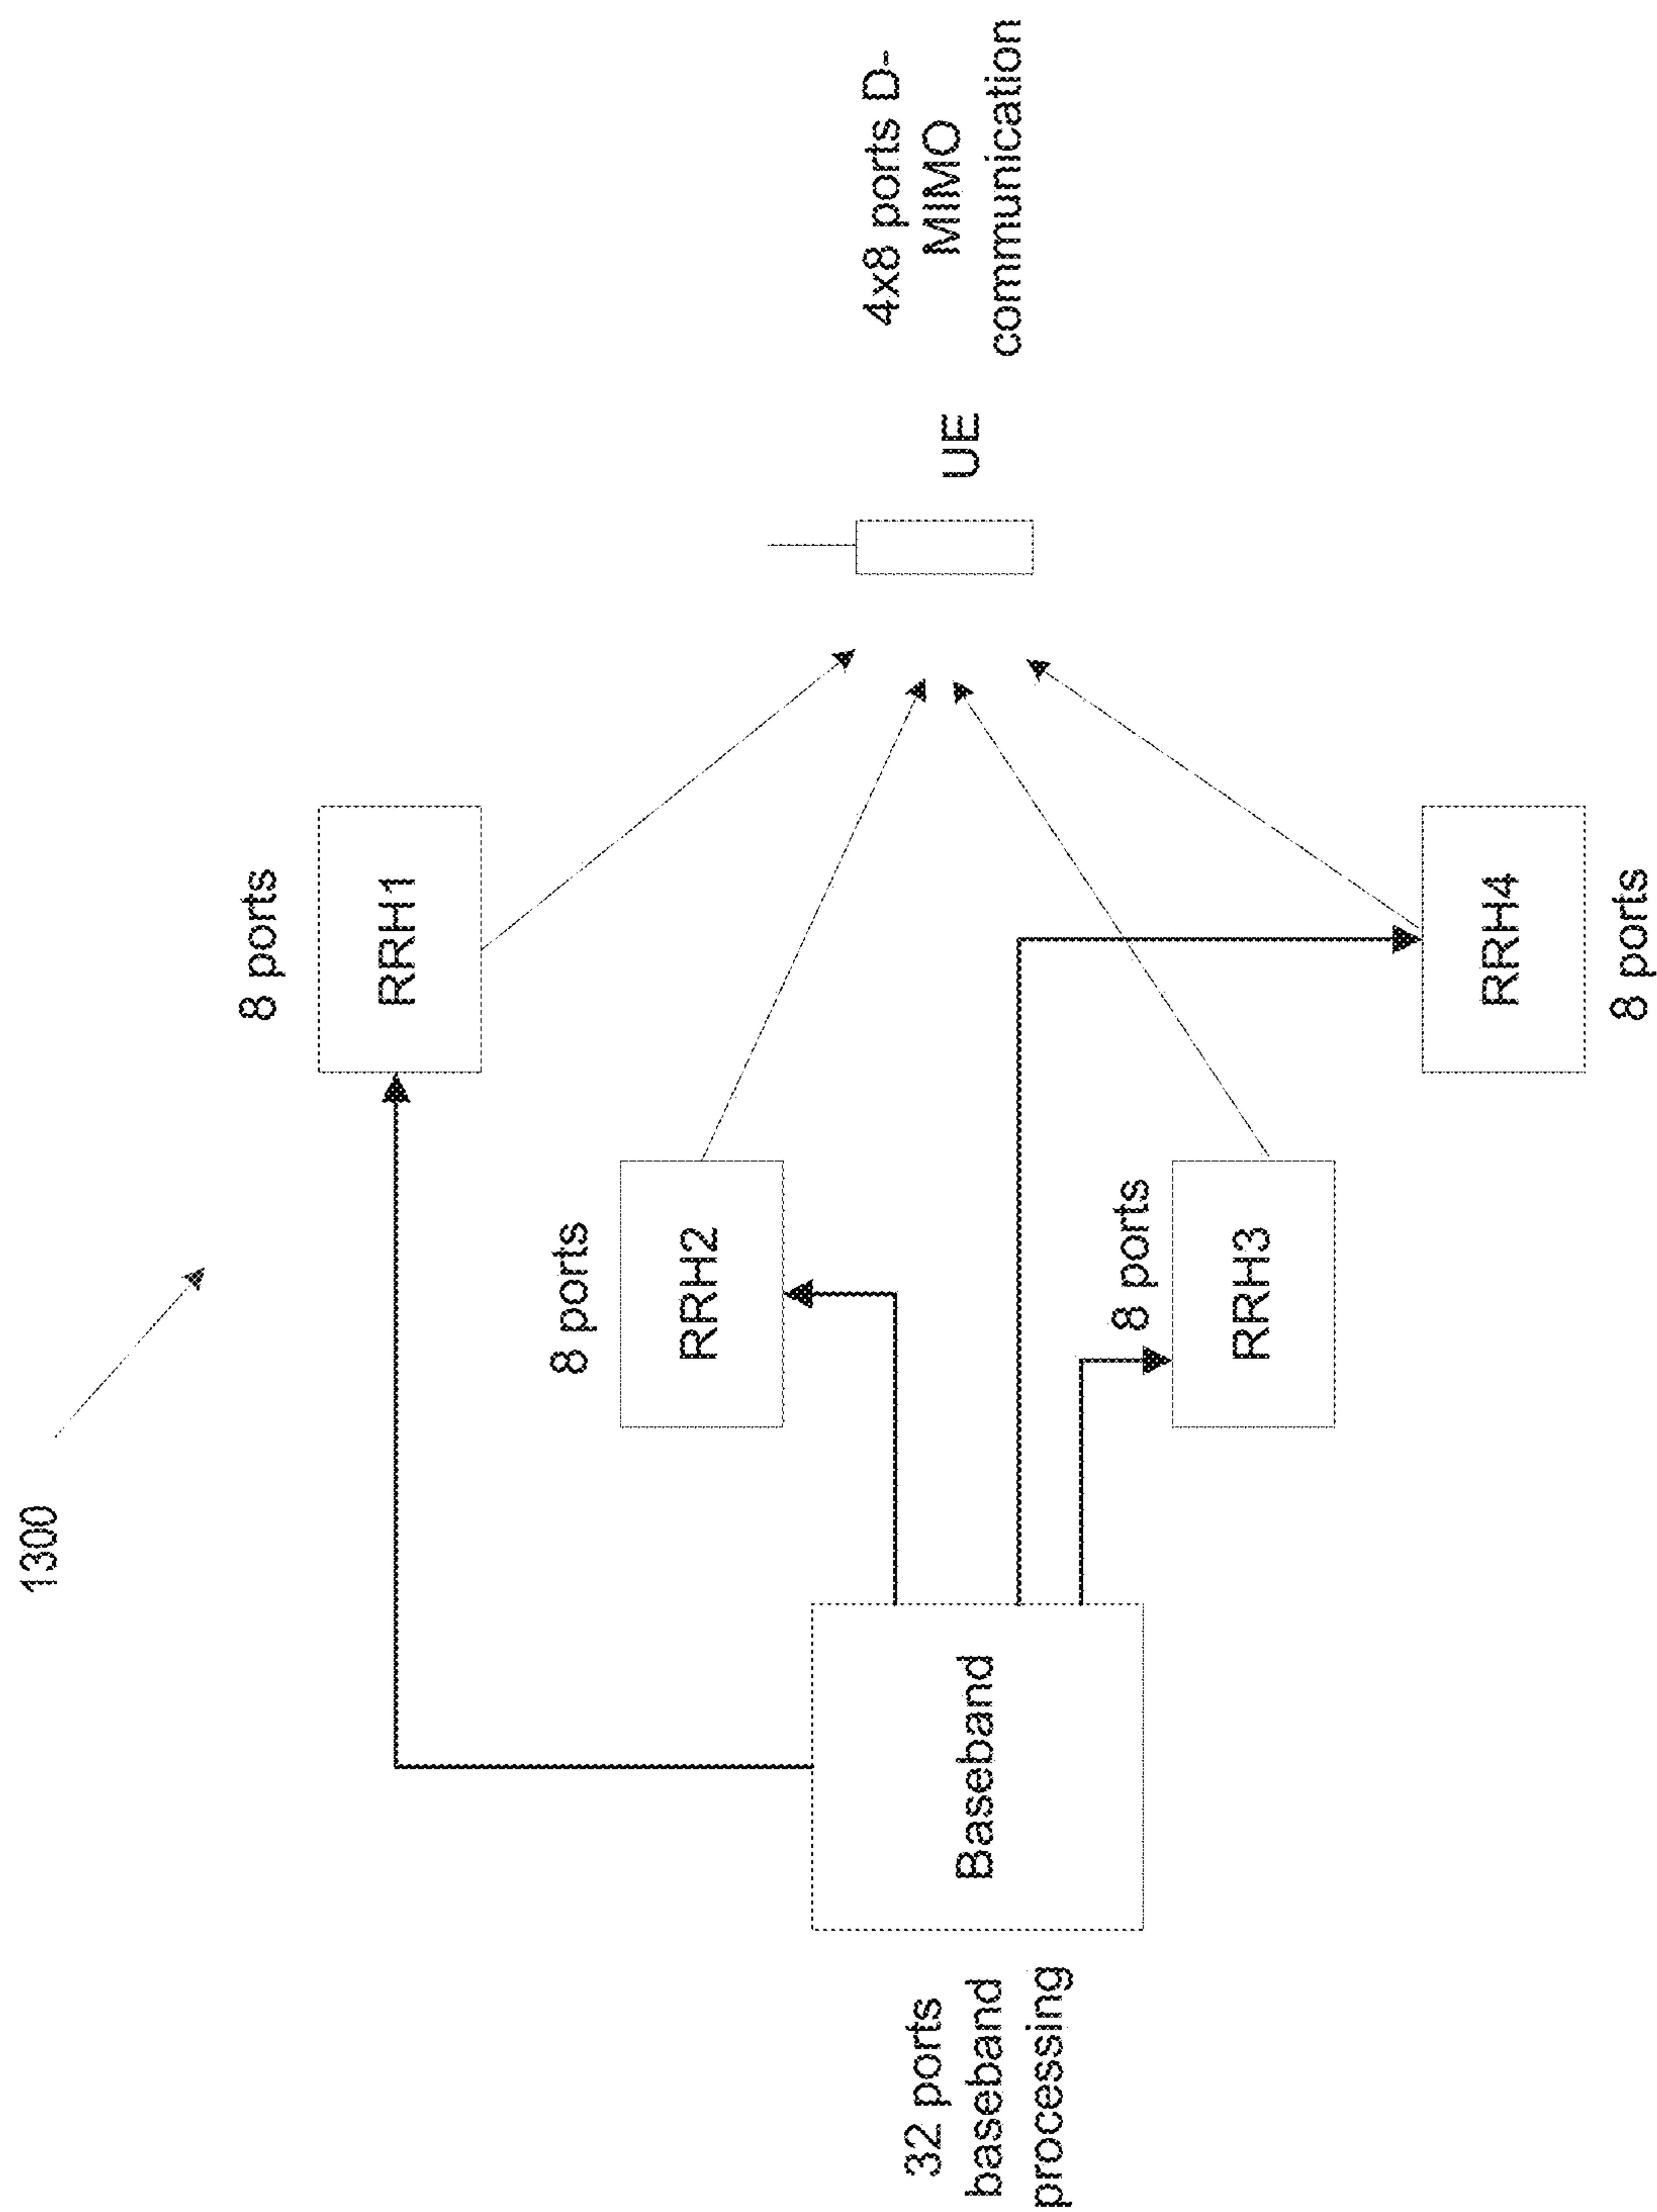 1300
8 ports
RRH1
8 ports
RRH2
32 ports
baseband
processing
Baseband
UE
4x8 ports D-
MIMO
communication
8 ports
RRH3
RRH4
8 ports